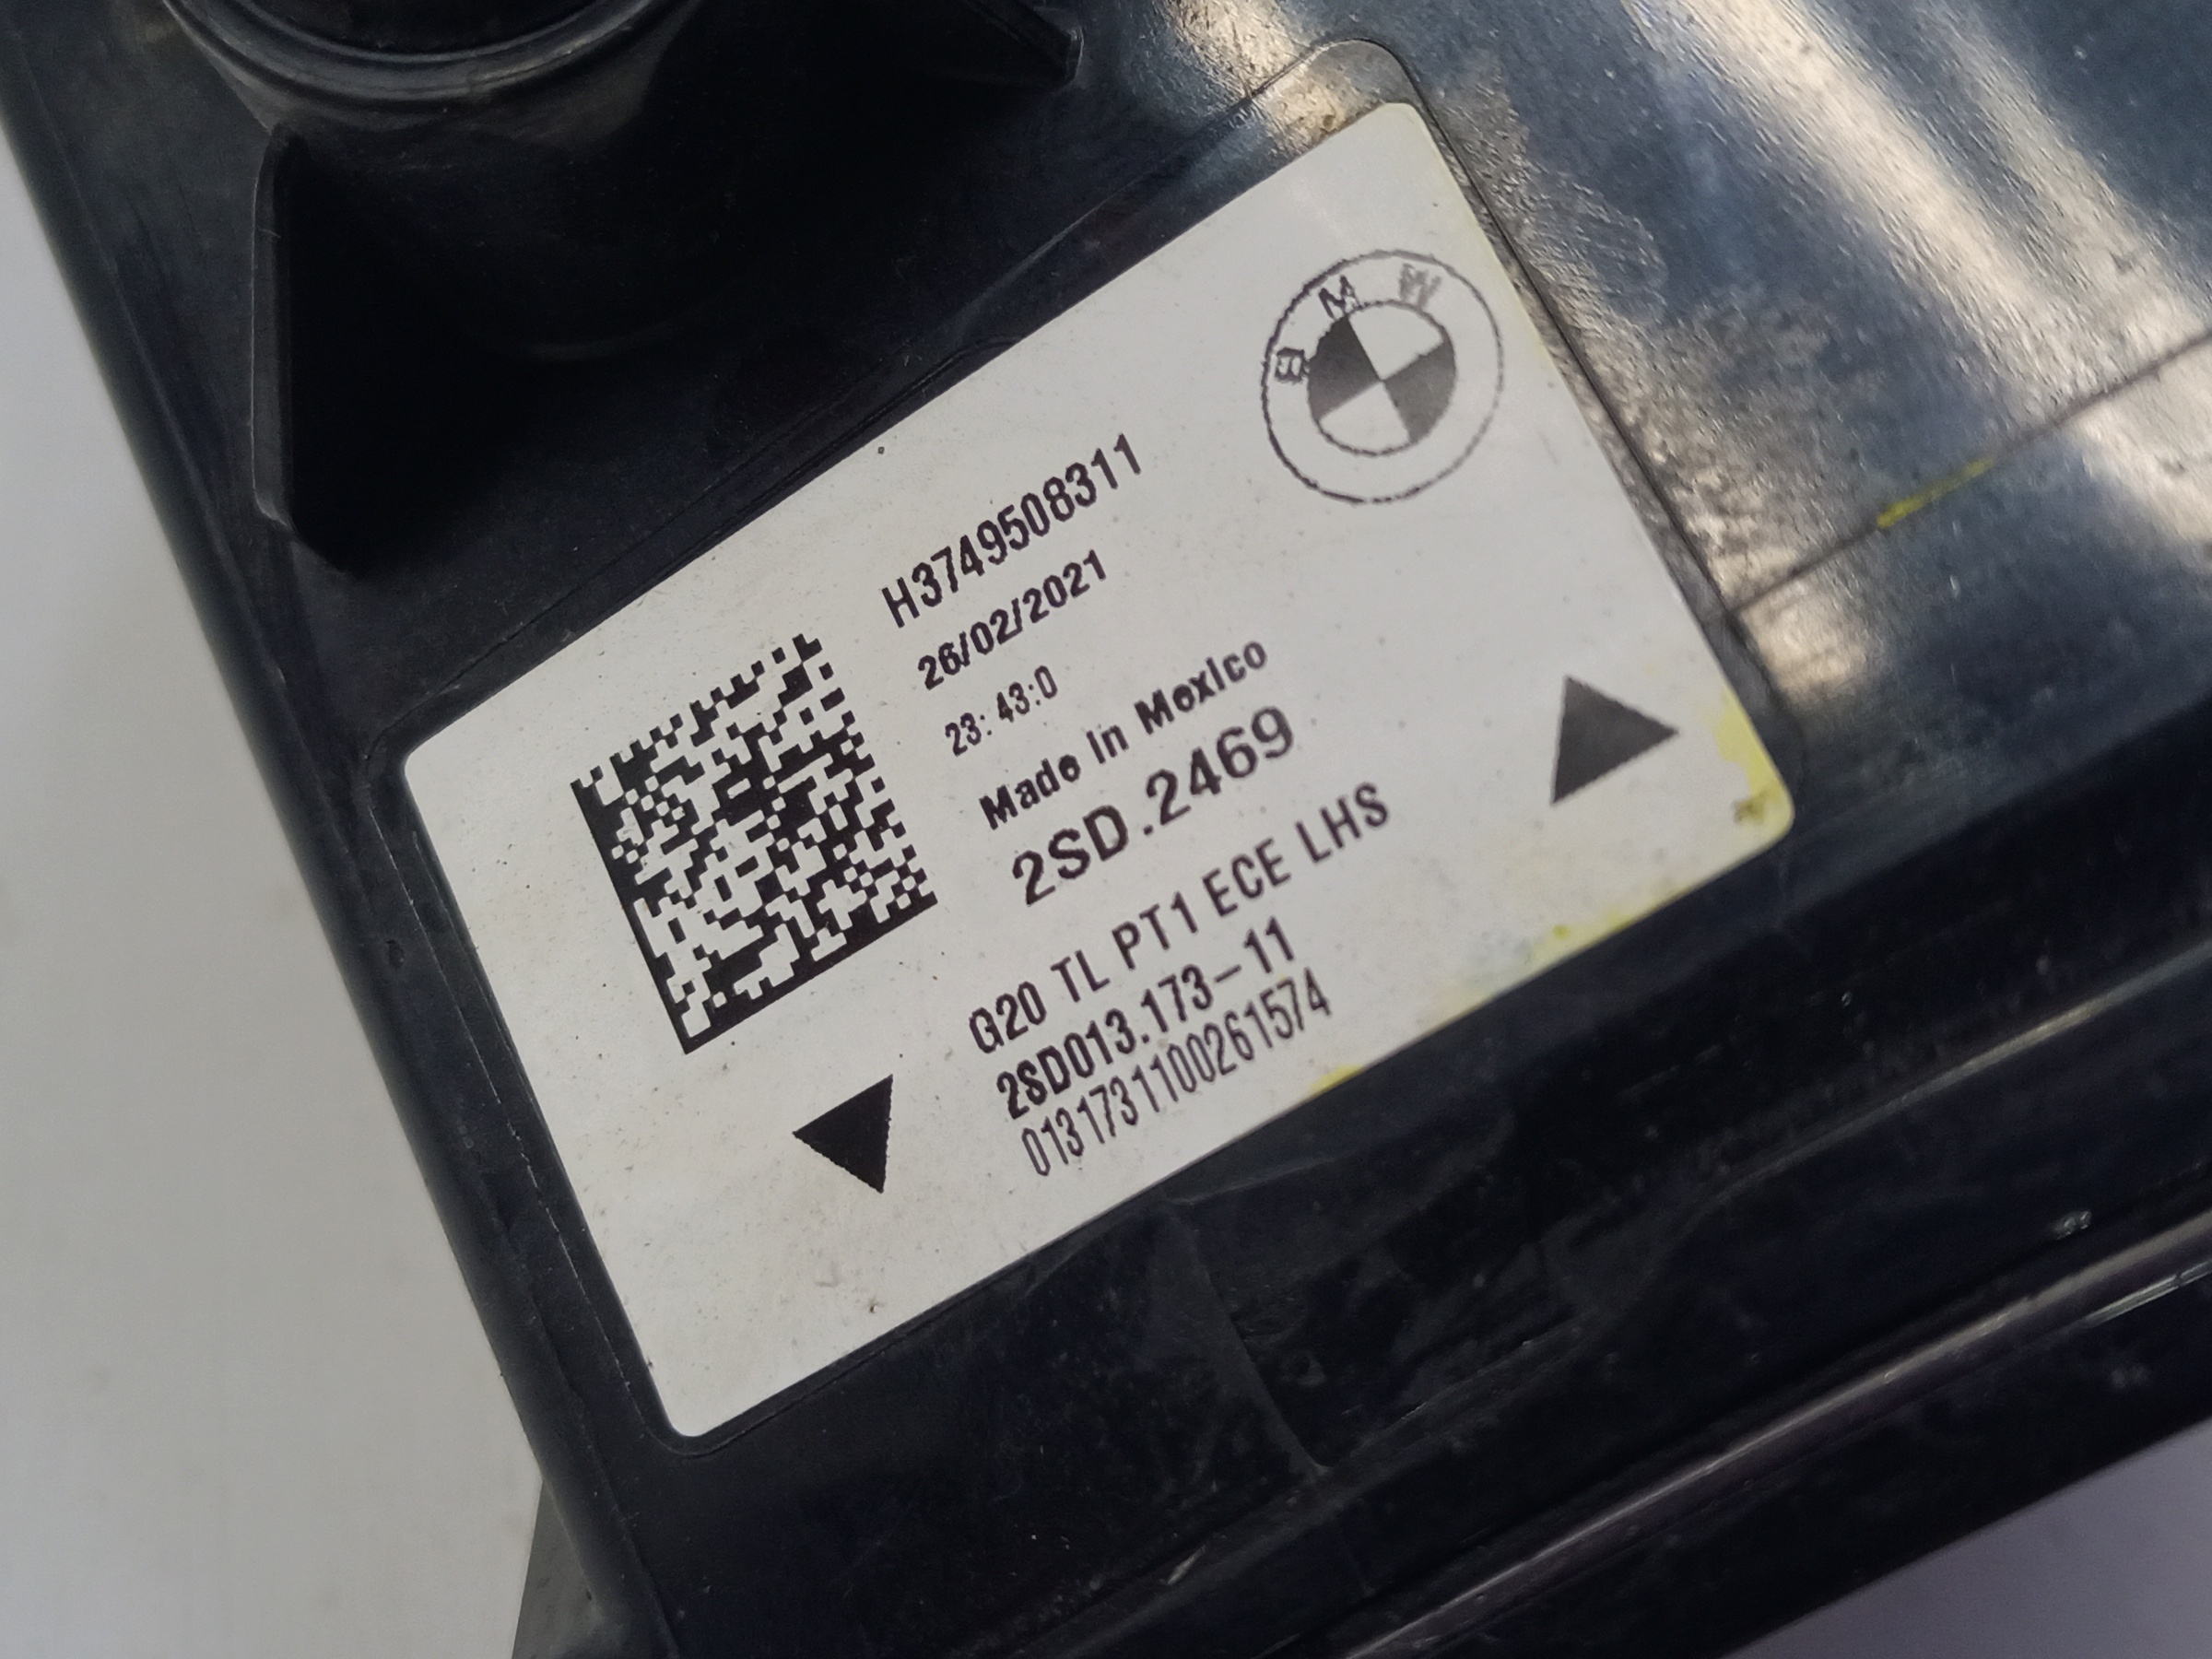 BMW
H3749508311
26/02/2021
23:43:0
Made In Mexico
2SD.2469
G20 TL PT1 ECE LHS
2SD013.173-11
0131731100261574